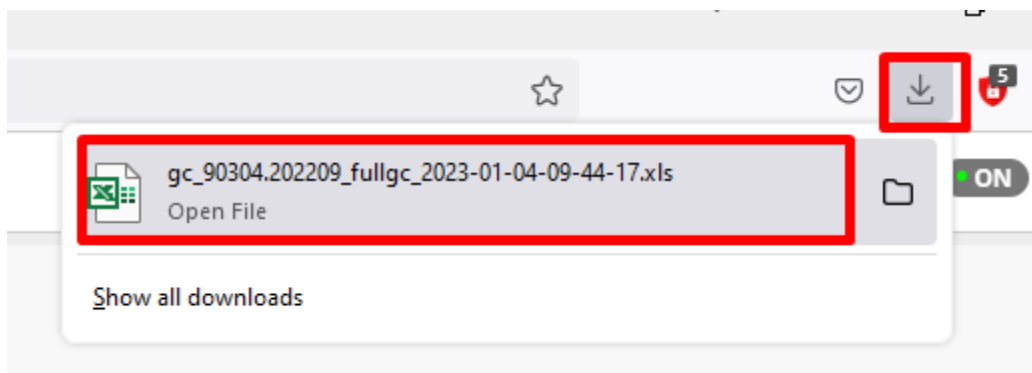 5
gc_90304.202209_fullgc_2023-01-04-09-44-17.xls
Open File
ON
Show all downloads